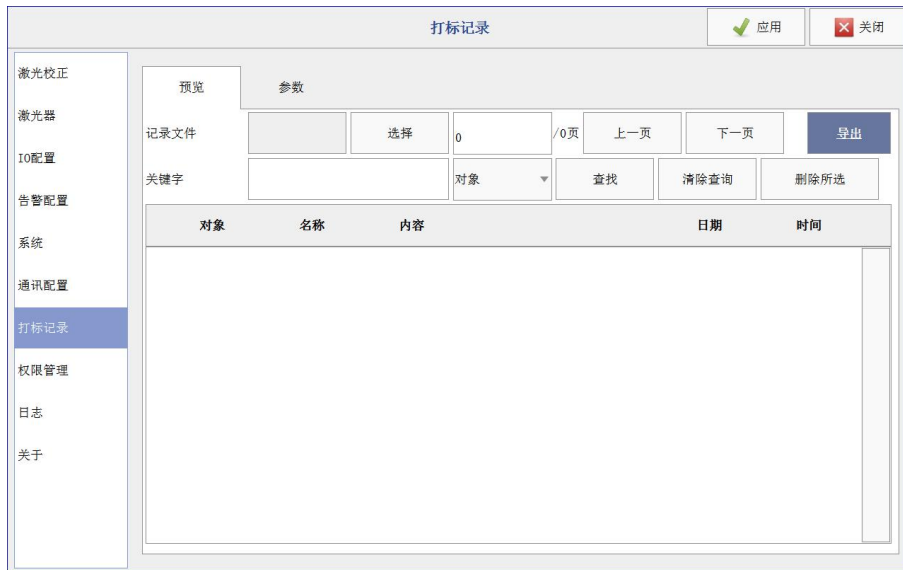 打标记录 应用 关闭
激光校正
激光器
IO配置
告警配置
系统
通讯配置
打标记录
权限管理
日志
关于
预览 参数
记录文件 选择 0 /0页 上一页 下一页 导出
关键字 对象 查找 清除查询 删除所选
对象 名称 内容 日期 时间